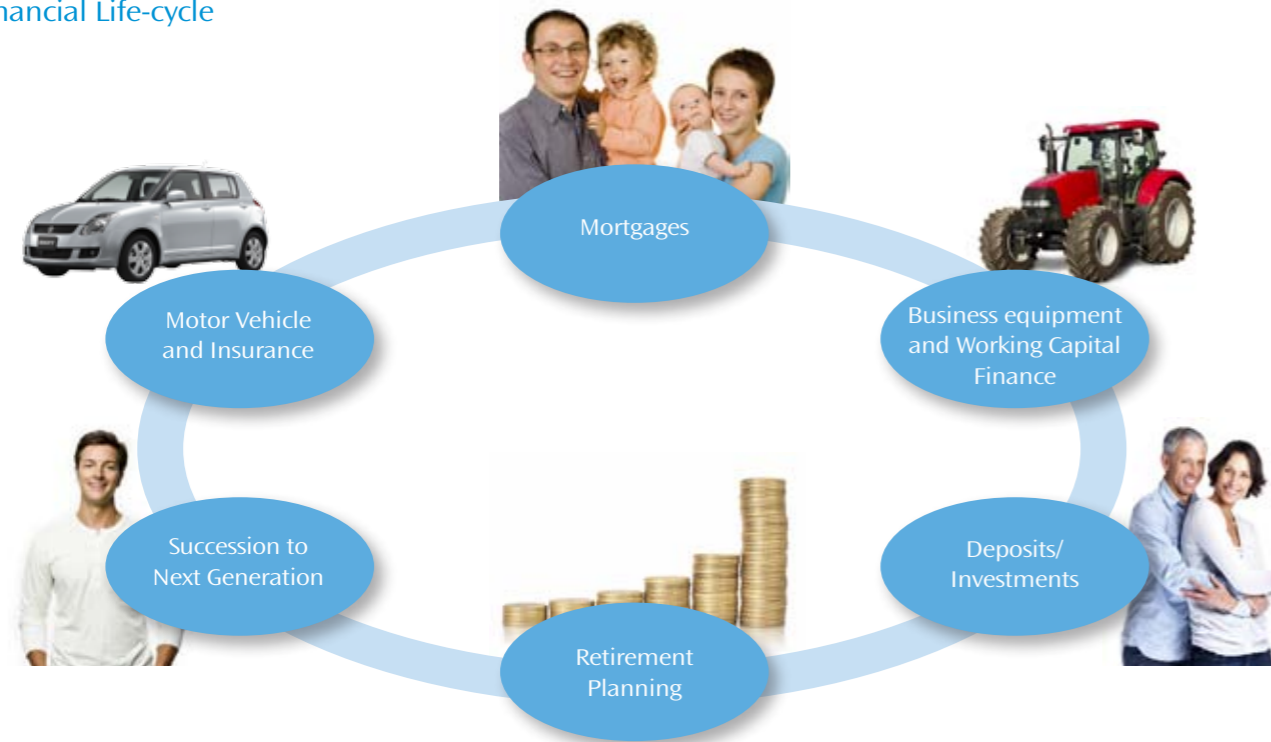 nancial Life-cycle
Mortgages
Motor Vehicle
and Insurance
Business equipment
and Working Capital
Finance
Succession to
Next Generation
Deposits/
Investments
Retirement
Planning